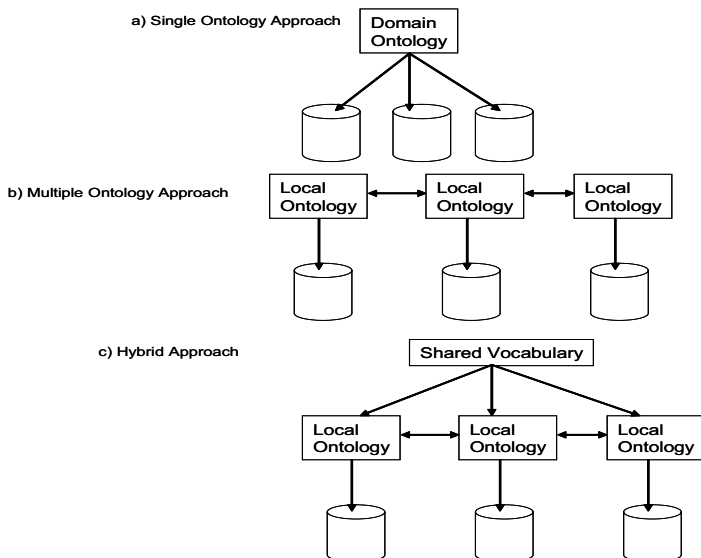 a) Single Ontology Approach
Domain
Ontology
b) Multiple Ontology Approach
Local
Ontology
Local
Ontology
Local
Ontology
c) Hybrid Approach
Shared Vocabulary
Local
Ontology
Local
Ontology
Local
Ontology